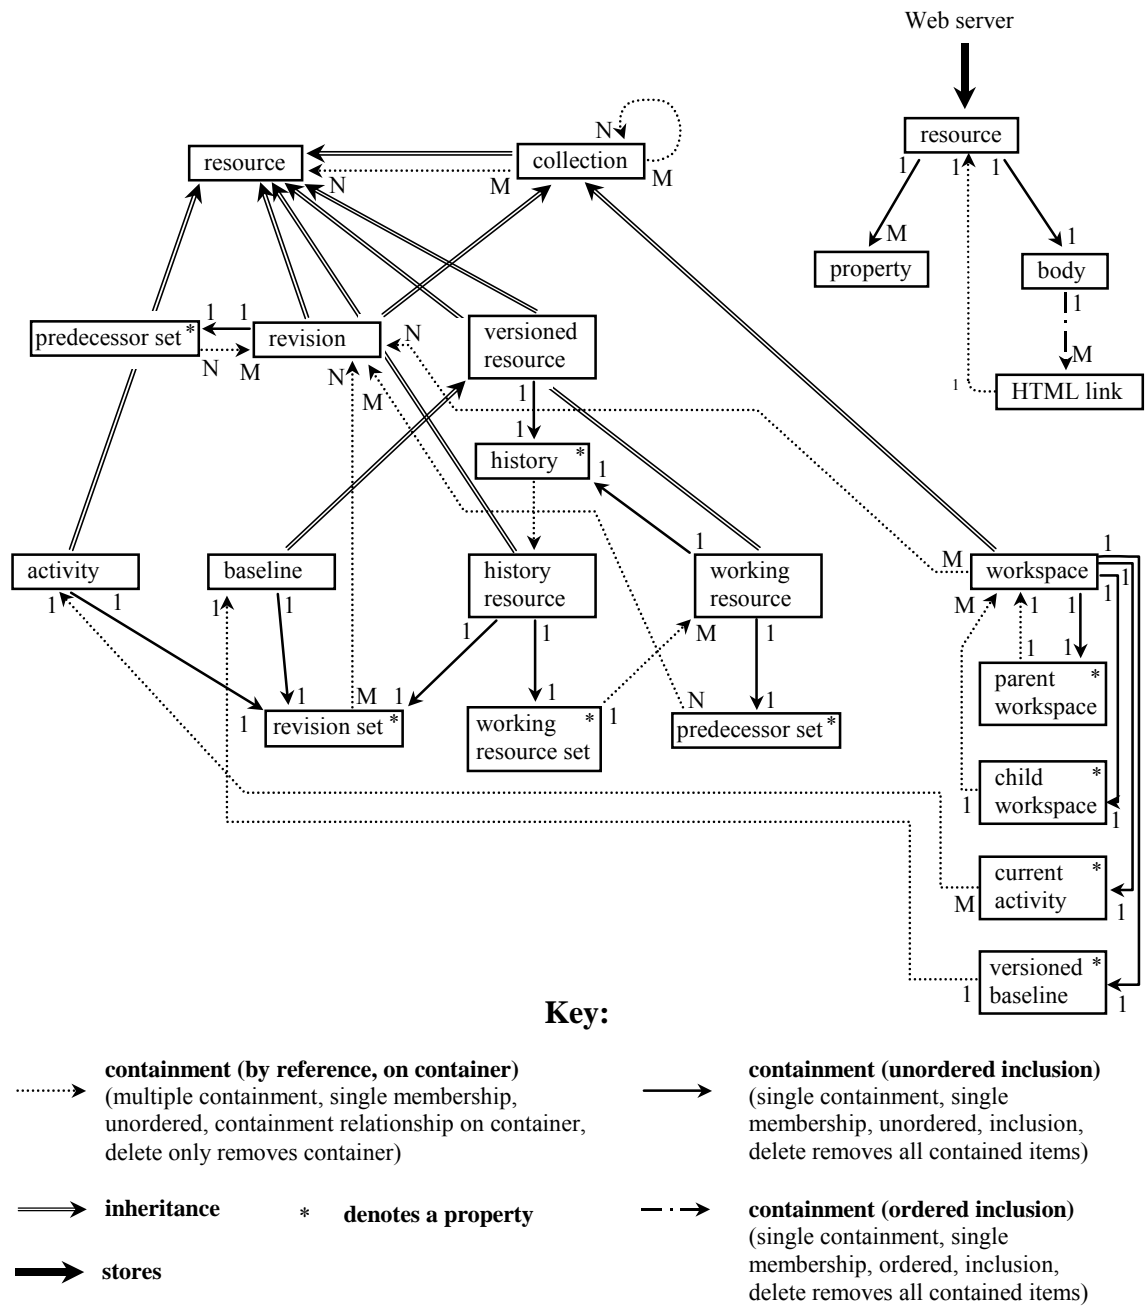 Web server
resource
1
1
1
M
1
property
body
1
M
1
HTML link
N
collection
resource
N
M
M
1
1
predecessor set *
revision
N
versioned
resource
N
M
N
M
1
1
history *
1
activity
baseline
history
resource
1
working
resource
M
workspace
1
1
1
1
1
1
1
1
M
1
1
M
1
1
1
parent *
workspace
1
M
1
1
1
revision set *
1
working *
resource set
1
N
1
predecessor set *
child *
workspace
1
1
current *
activity
M
1
versioned *
baseline
1
1
Key:
containment (by reference, on container)
(multiple containment, single membership,
unordered, containment relationship on container,
delete only removes container)
containment (unordered inclusion)
(single containment, single
membership, unordered, inclusion,
delete removes all contained items)
inheritance
* denotes a property
containment (ordered inclusion)
(single containment, single
membership, ordered, inclusion,
delete removes all contained items)
stores